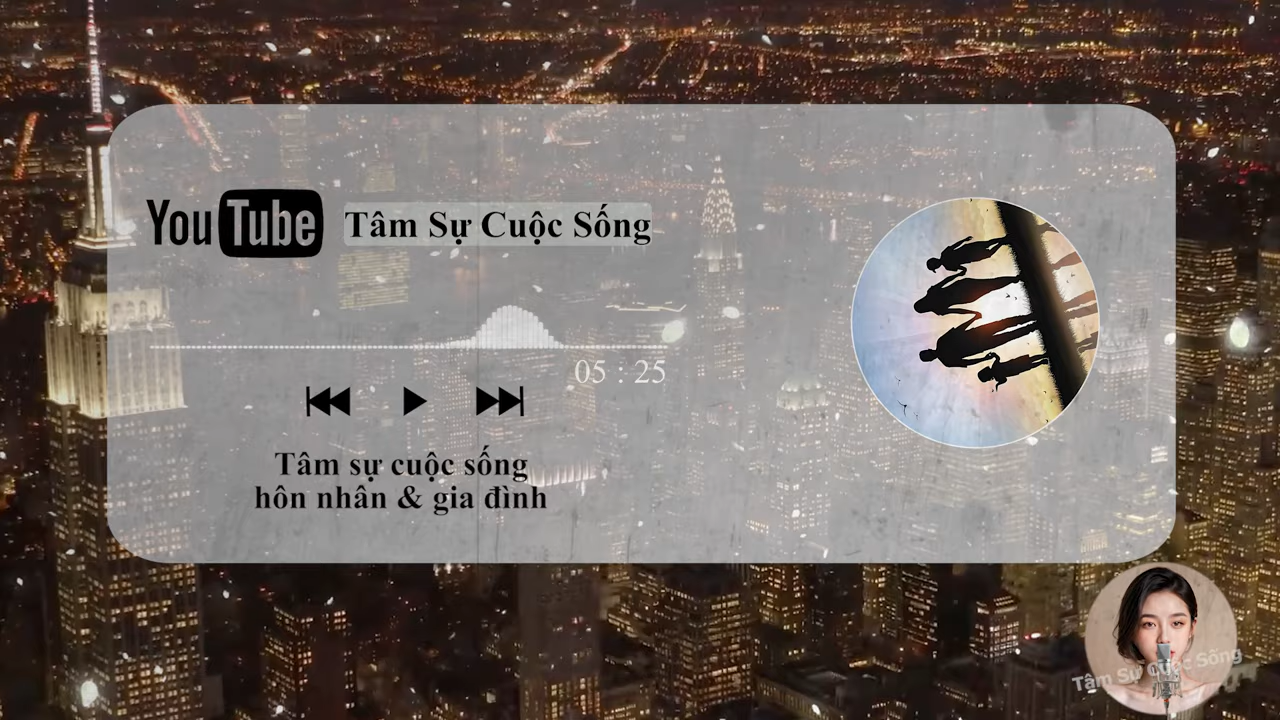 YouTube
Tâm Sự Cuộc Sống
05 : 25
Tâm sự cuộc sống
hôn nhân & gia đình
Tâm Sự Cuộc Sống